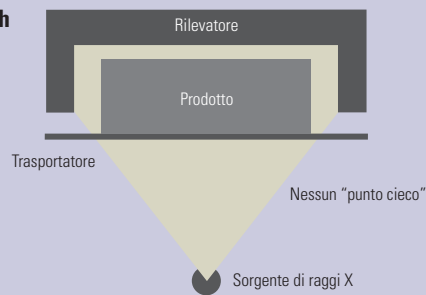 h
Rilevatore
Prodotto
Trasportatore
Nessun “punto cieco”
Sorgente di raggi X